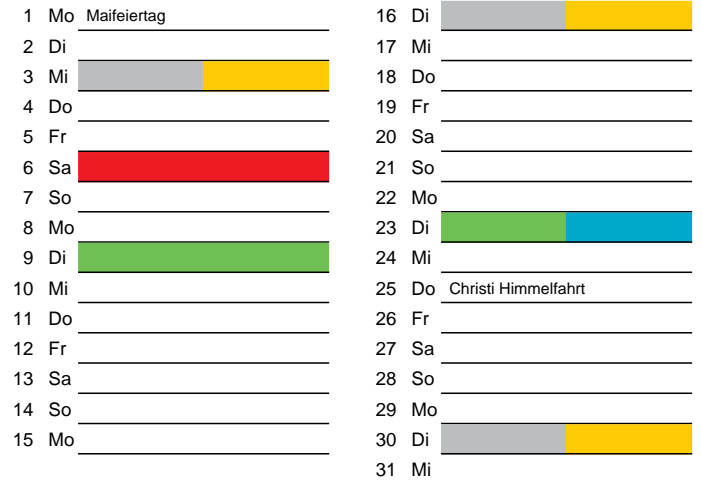 1 Mo Maifeiertag
2 Di
3 Mi
4 Do
5 Fr
6 Sa
7 So
8 Mo
9 Di
10 Mi
11 Do
12 Fr
13 Sa
14 So
15 Mo
16 Di
17 Mi
18 Do
19 Fr
20 Sa
21 So
22 Mo
23 Di
24 Mi
25 Do Christi Himmelfahrt
26 Fr
27 Sa
28 So
29 Mo
30 Di
31 Mi